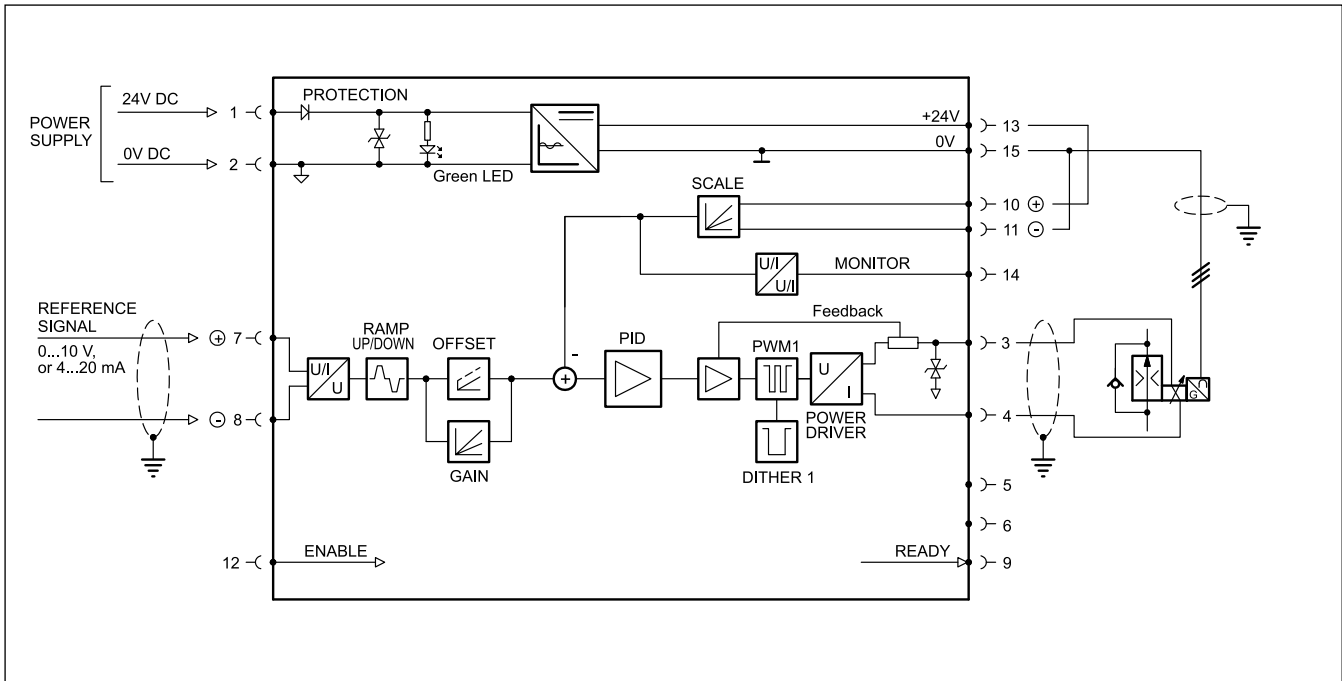 POWER
SUPPLY
24V DC
1
0V DC
2
PROTECTION
Green LED
+24V
13
0V
15
SCALE
10 +
11 -
U/I
U/I
MONITOR
14
REFERENCE
SIGNAL
0...10 V,
or 4...20 mA
+ 7
- 8
U/I
U
RAMP
UP/DOWN
OFFSET
GAIN
-
+
PID
Feedback
PWM1
U
I
POWER
DRIVER
DITHER 1
3
4
G
5
6
12
ENABLE
READY
9